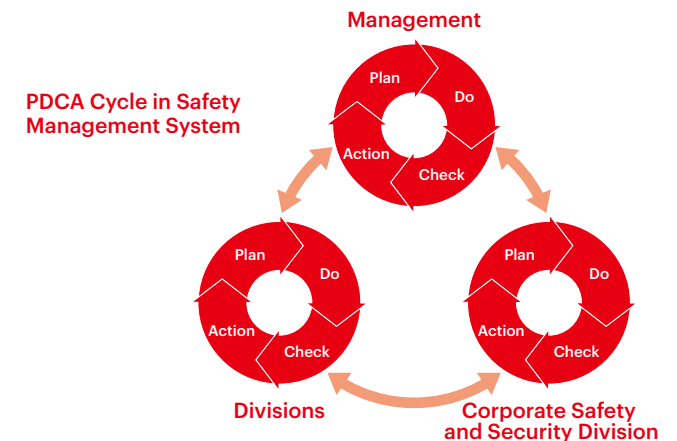 Management
PDCA Cycle in Safety
Management System
Plan
Do
Action
Check
Plan
Do
Action
Check
Plan
Do
Action
Check
Divisions
Corporate Safety
and Security Division